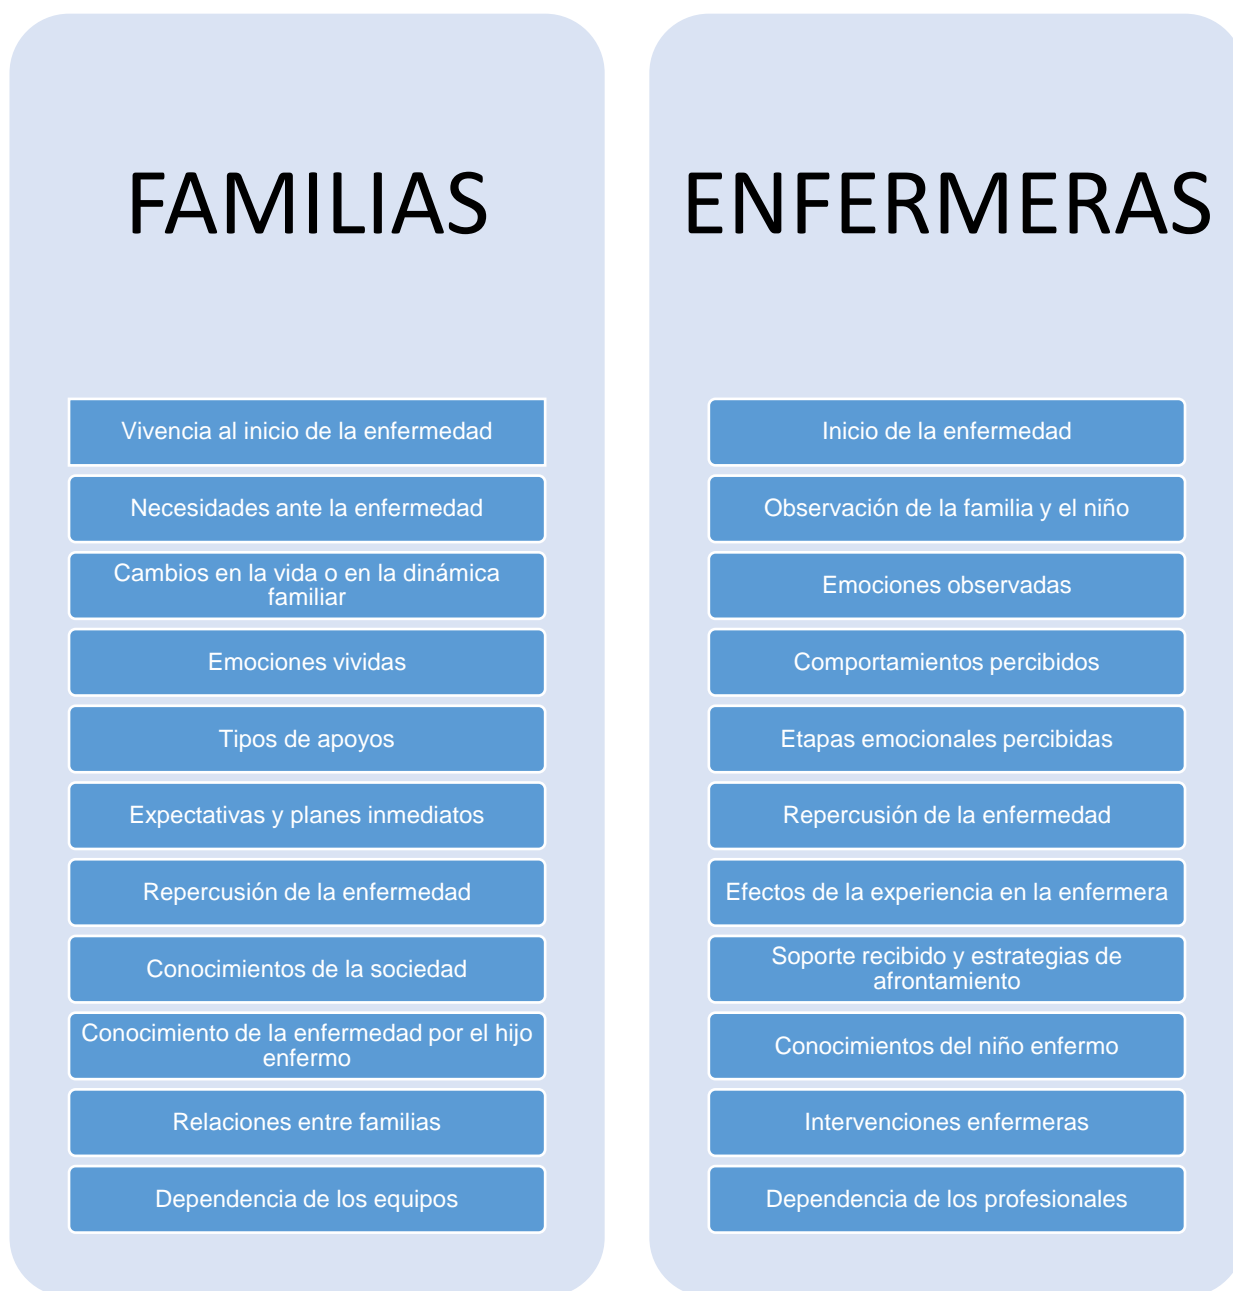 FAMILIAS
Vivencia al inicio de la enfermedad
Necesidades ante la enfermedad
Cambios en la vida o en la dinámica
familiar
Emociones vividas
Tipos de apoyos
Expectativas y planes inmediatos
Repercusión de la enfermedad
Conocimientos de la sociedad
Conocimiento de la enfermedad por el hijo
enfermo
Relaciones entre familias
Dependencia de los equipos
ENFERMERAS
Inicio de la enfermedad
Observación de la familia y el niño
Emociones observadas
Comportamientos percibidos
Etapas emocionales percibidas
Repercusión de la enfermedad
Efectos de la experiencia en la enfermera
Soporte recibido y estrategias de
afrontamiento
Conocimientos del niño enfermo
Intervenciones enfermeras
Dependencia de los profesionales